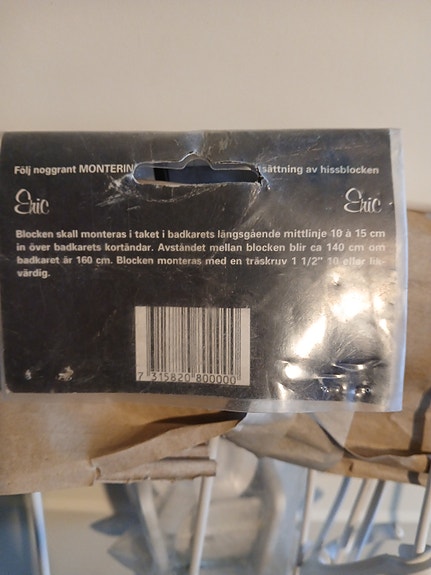 Följ noggrant MONTERIN sättning av hissblocken
Eric Eric
Blocken skall monteras i taket i badkarets långsgående mittlinje 10 à 15 cm
in över badkarets kortändar. Avståndet mellan blocken blir ca 140 cm om
badkaret är 160 cm. Blocken monteras med en träskruv 1 1/2" 10 eller lik-
värdig.
7 315820 800000